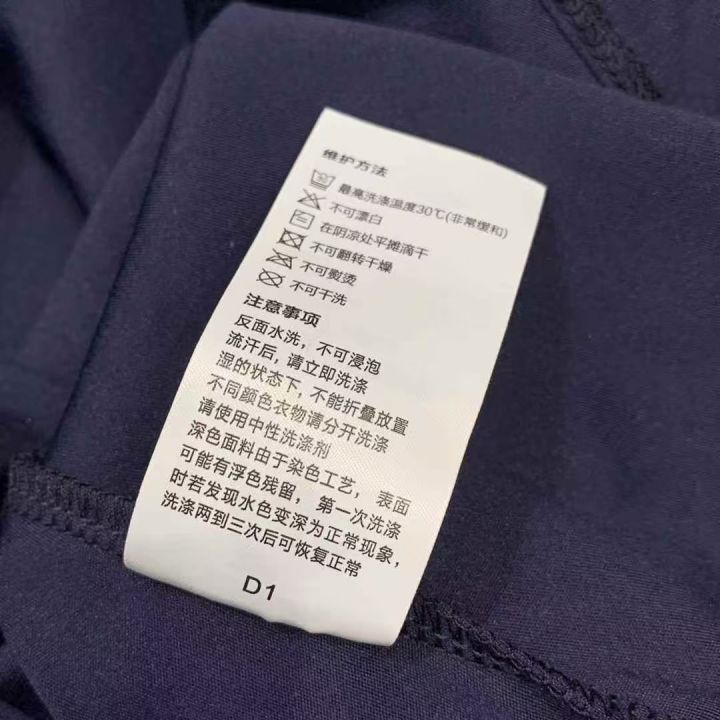 维护方法
最高洗涤温度30℃(非常缓和)
不可漂白
在阴凉处平摊滴干
不可翻转干燥
不可熨烫
不可干洗
注意事项
反面水洗，不可浸泡
流汗后，请立即洗涤
湿的状态下，不能折叠放置
不同颜色衣物请分开洗涤
请使用中性洗涤剂
深色面料由于染色工艺，表面
可能有浮色残留，第一次洗涤
时若发现水色变深为正常现象，
洗涤两到三次后可恢复正常
D1